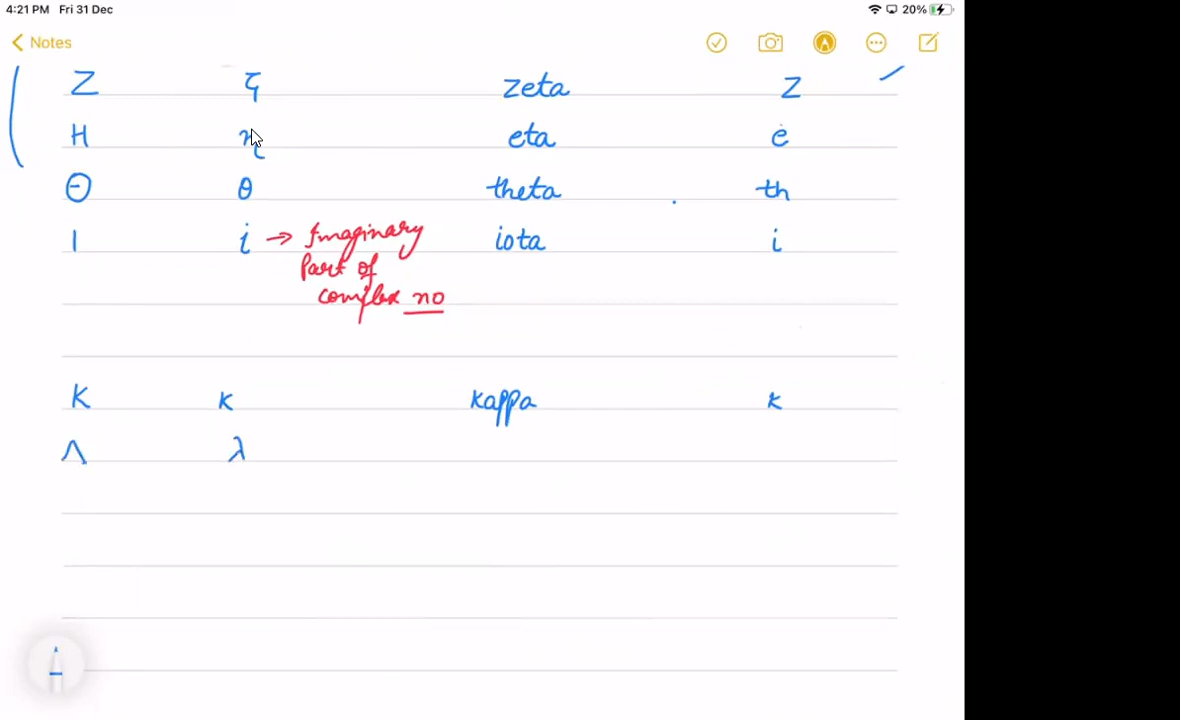 4:21 PM Fri 31 Dec 20%
Notes
Z ζ zeta z
H η eta e
Θ θ theta th
I i → Imaginary iota i
Part of
complex no
K κ kappa k
Λ λ